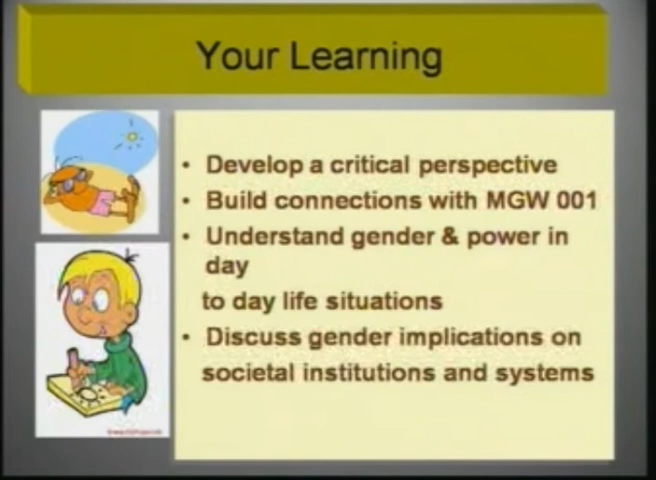 Your Learning
• Develop a critical perspective
• Build connections with MGW 001
• Understand gender & power in
day
to day life situations
• Discuss gender implications on
societal institutions and systems